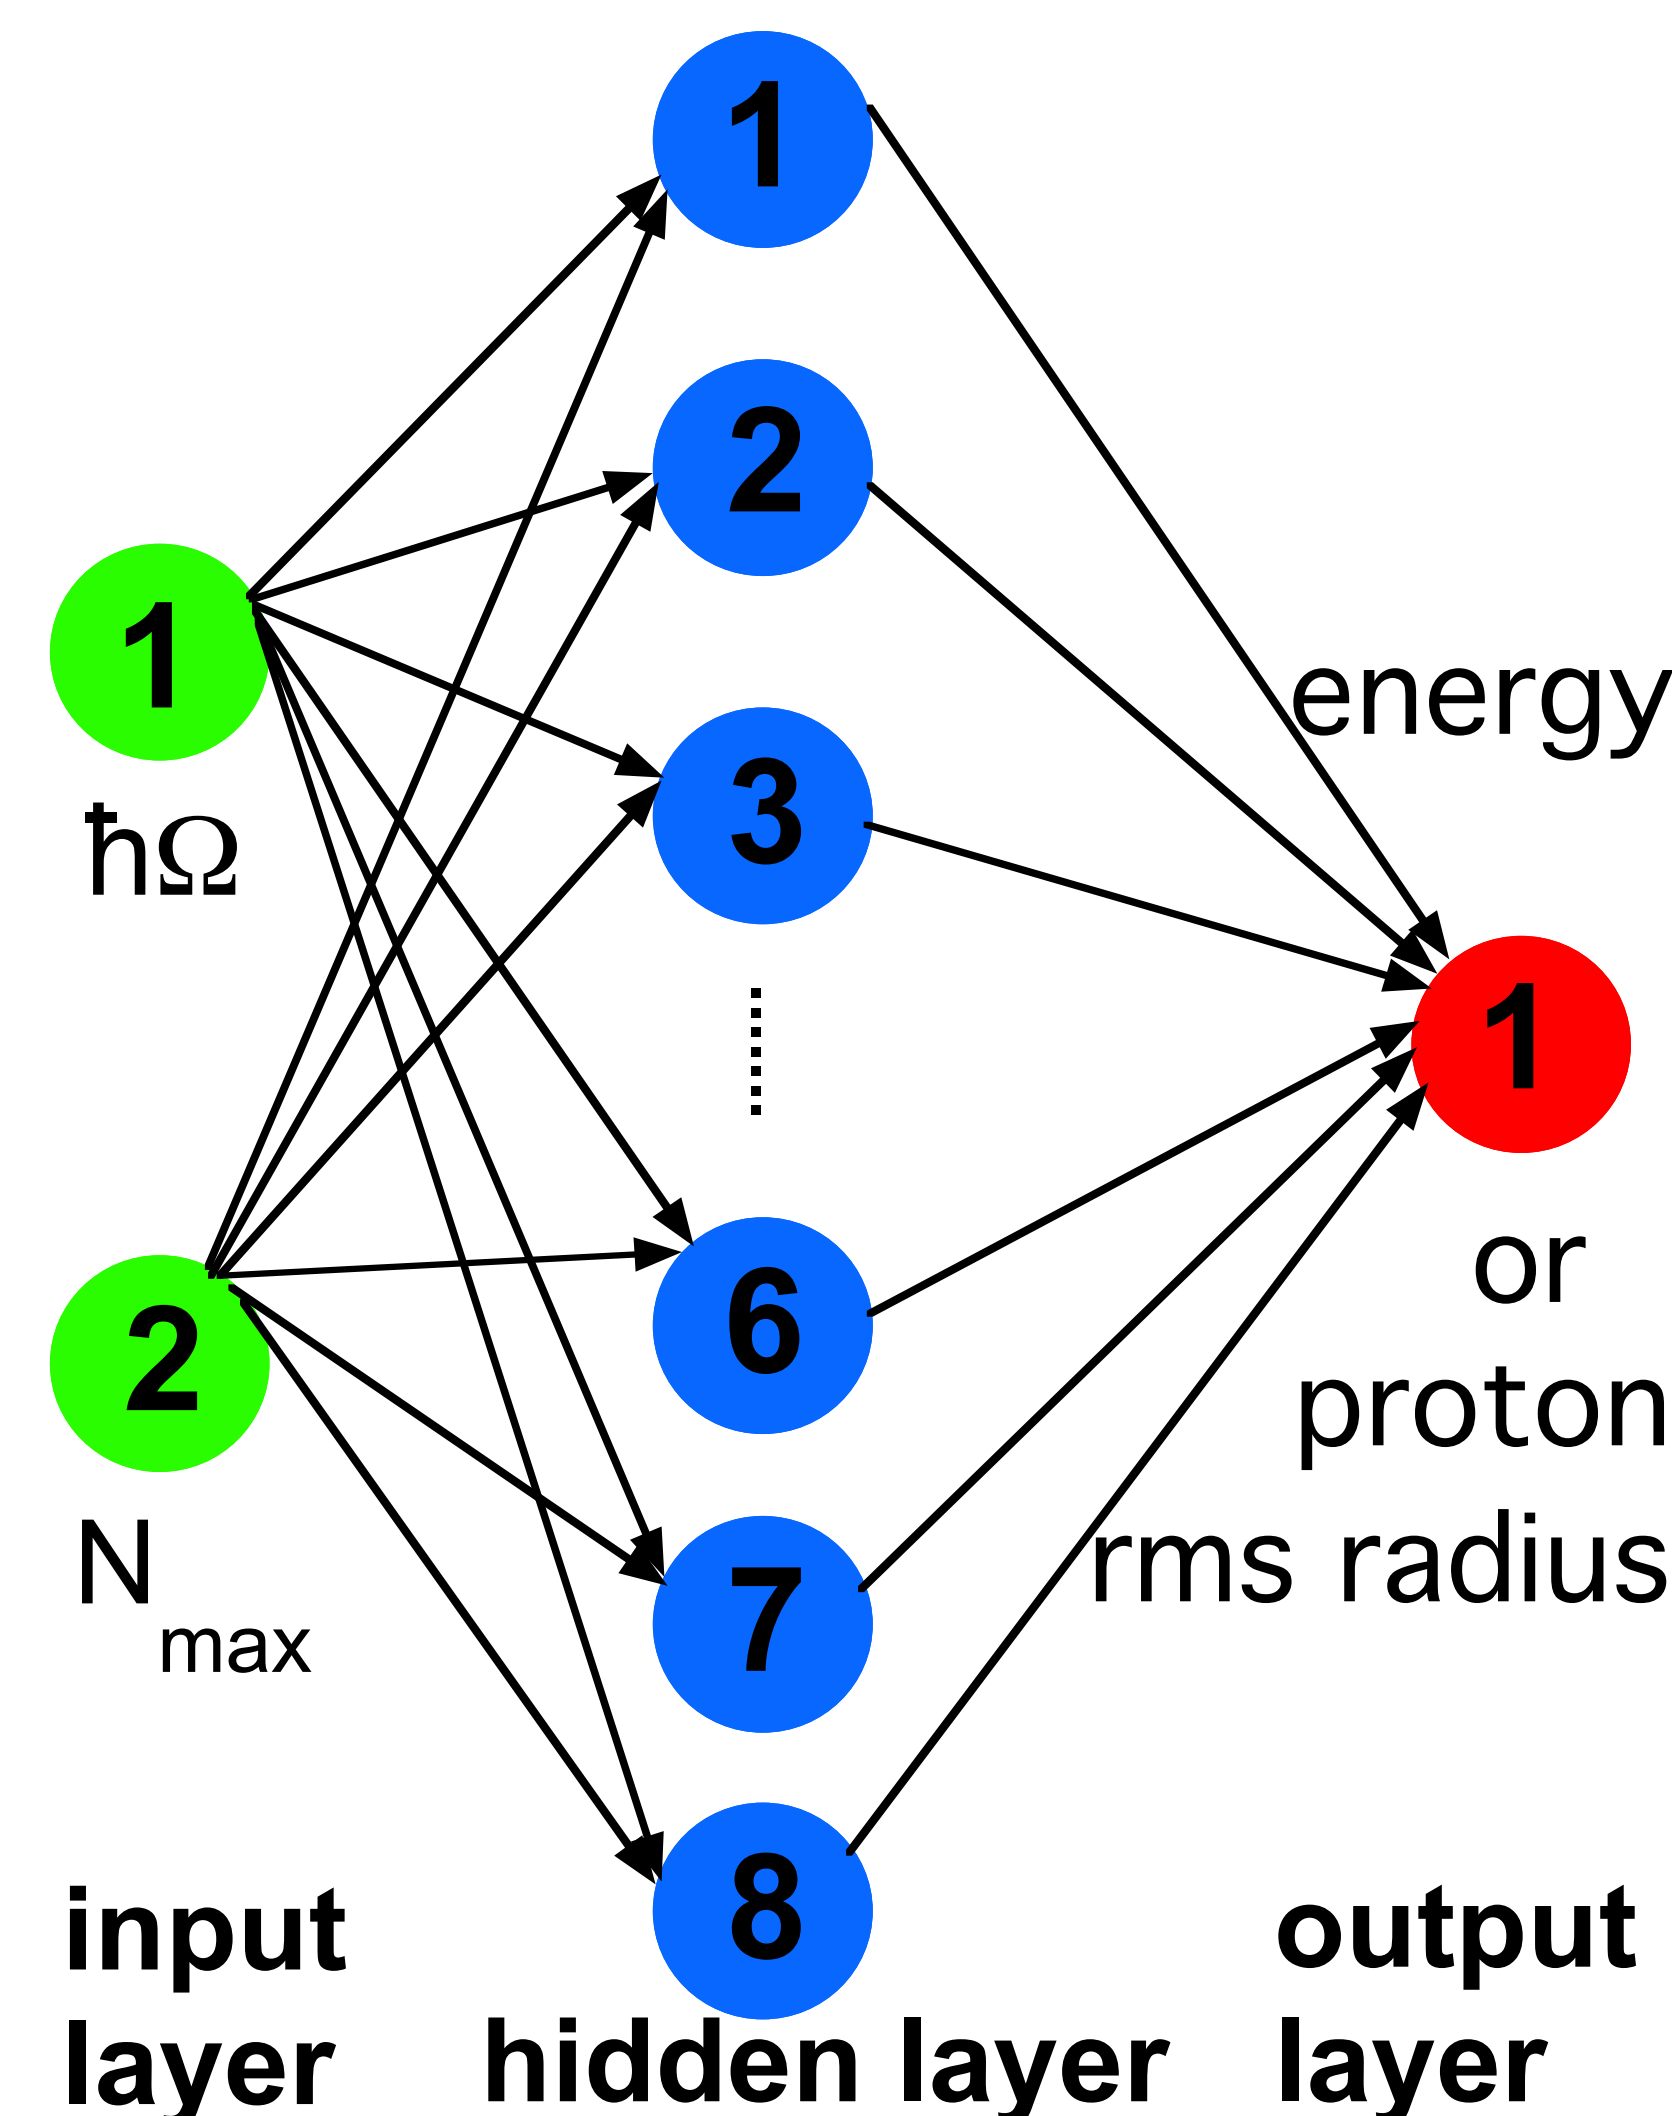 1
2
3
6
7
8
1
ħΩ
2
N
max
energy
1
or
proton
rms radius
input
layer
hidden layer
output
layer